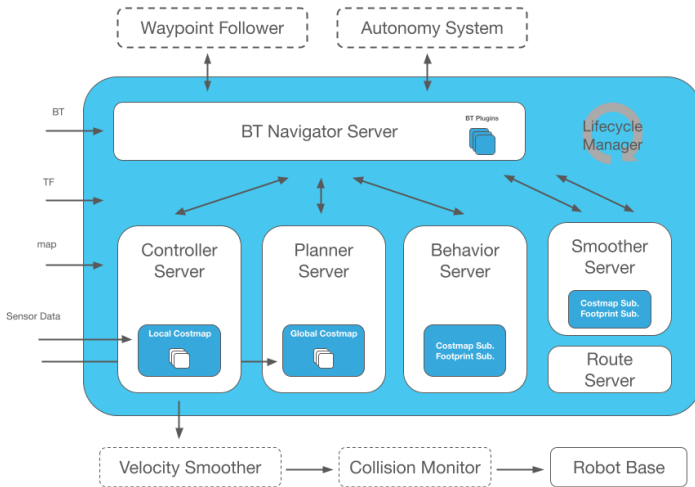 Waypoint Follower
Autonomy System
BT
BT Plugins
BT Navigator Server
Lifecycle
Manager
TF
map
Sensor Data
Controller
Server
Local Costmap
Planner
Server
Global Costmap
Behavior
Server
Costmap Sub.
Footprint Sub.
Smoother
Server
Costmap Sub.
Footprint Sub.
Route
Server
Velocity Smoother
Collision Monitor
Robot Base